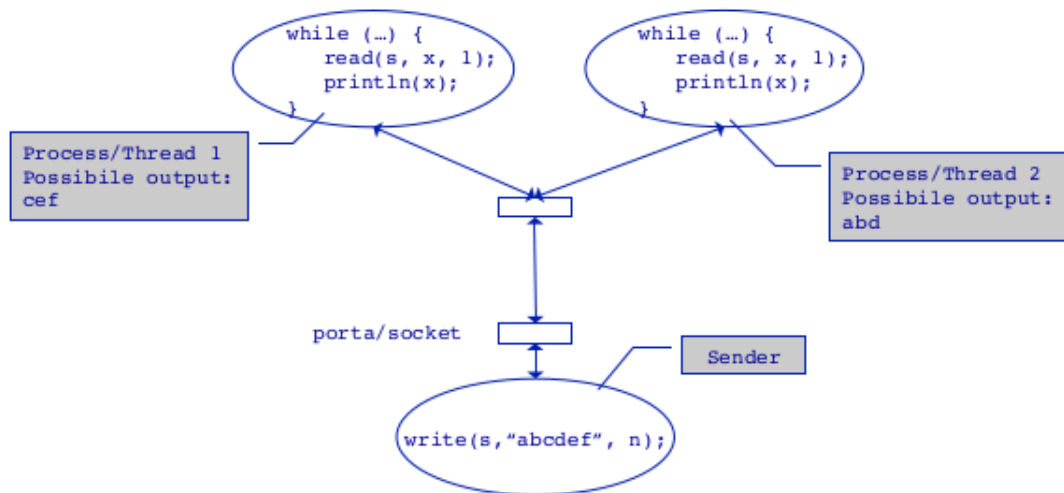 while (…) {
read(s, x, 1);
println(x);
}
while (…) {
read(s, x, 1);
println(x);
}
Process/Thread 1
Possibile output:
cef
Process/Thread 2
Possibile output:
abd
porta/socket
Sender
write(s,“abcdef”, n);